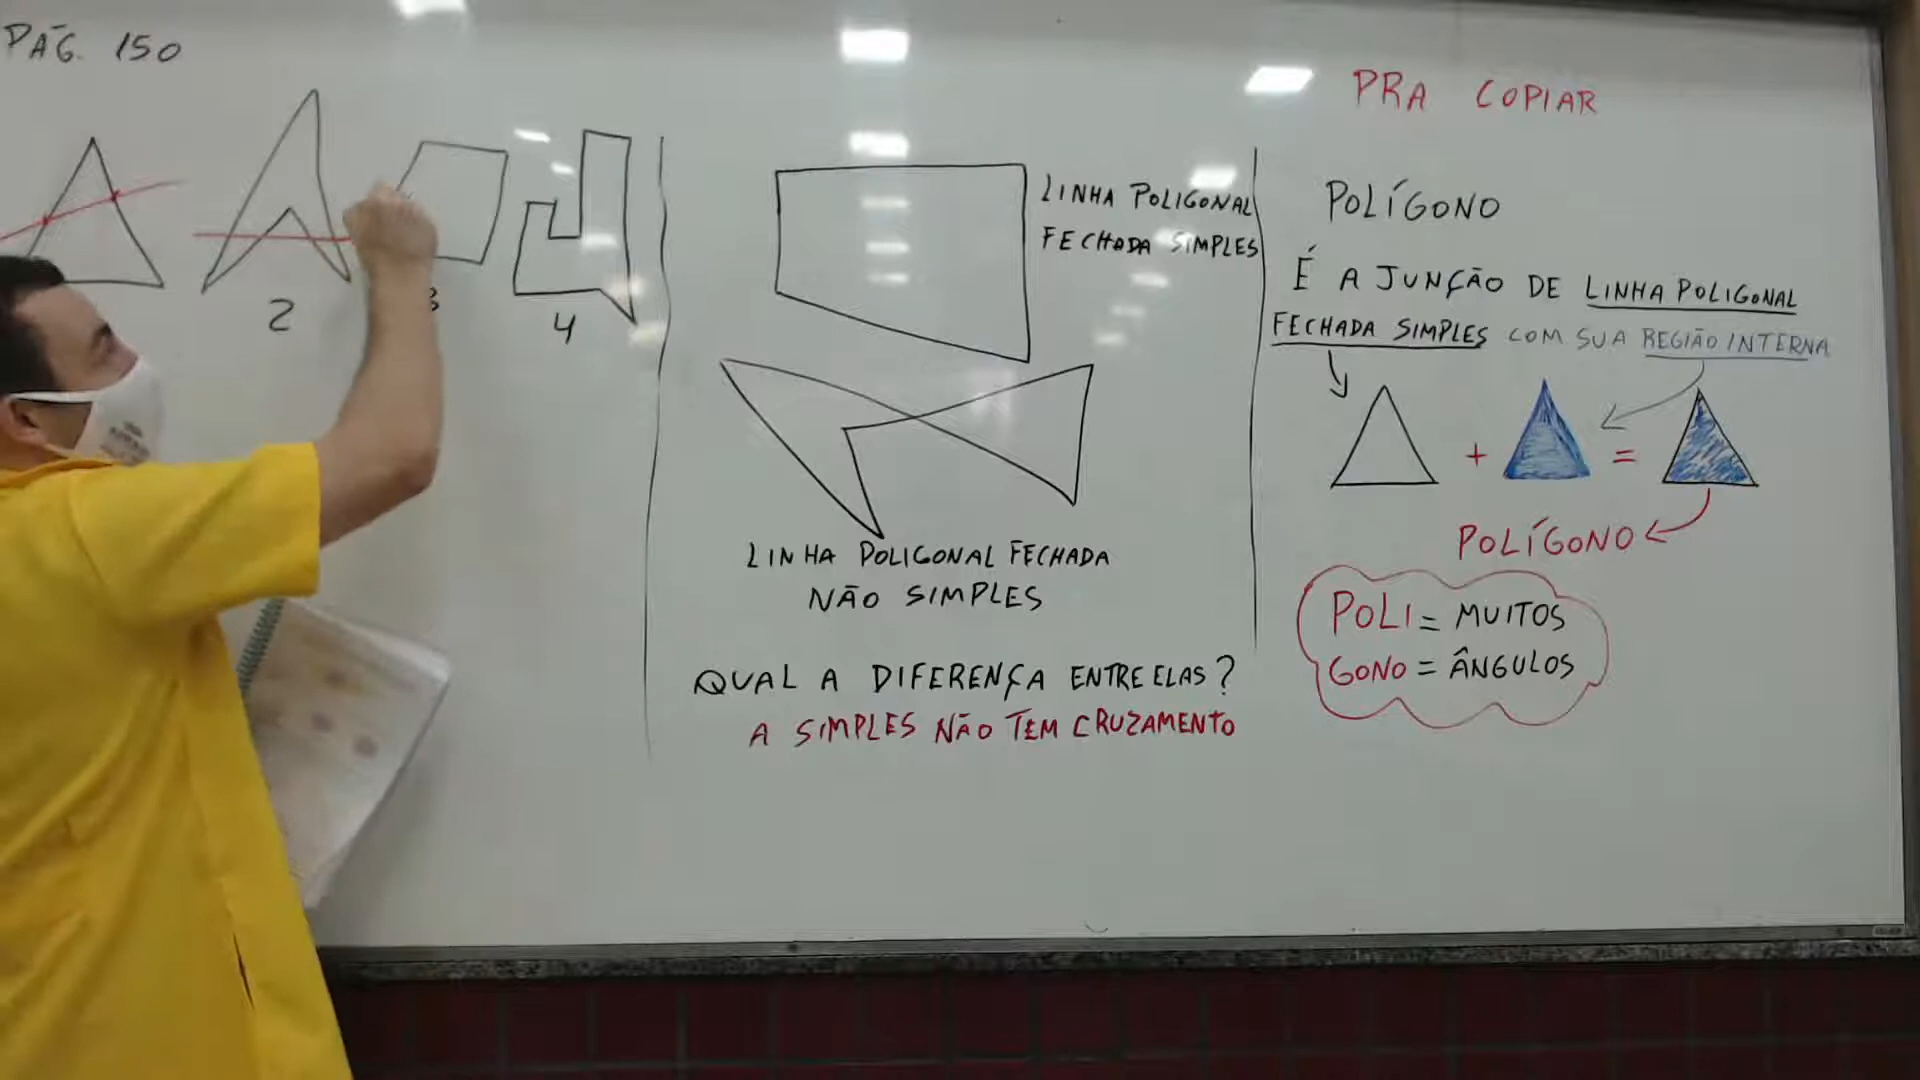 PÁG. 150
2
3
4
LINHA POLIGONAL
FECHADA SIMPLES
LINHA POLIGONAL FECHADA
NÃO SIMPLES
QUAL A DIFERENÇA ENTRE ELAS?
A SIMPLES NÃO TEM CRUZAMENTO
PRA COPIAR
POLÍGONO
É A JUNÇÃO DE LINHA POLIGONAL
FECHADA SIMPLES COM SUA REGIÃO INTERNA
+ =
POLÍGONO
POLI = MUITOS
GONO = ÂNGULOS